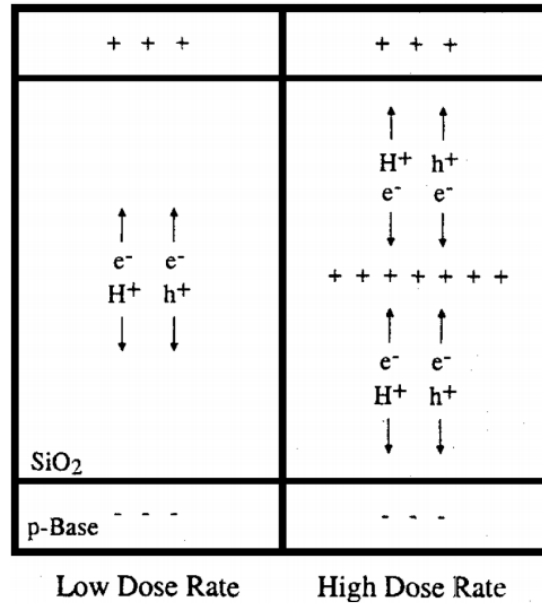 + + +
+ + +
H⁺ h⁺
e⁻ e⁻
e⁻ e⁻
H⁺ h⁺
+ + + + + + +
e⁻ e⁻
H⁺ h⁺
SiO₂
p-Base - - -
- - -
Low Dose Rate
High Dose Rate